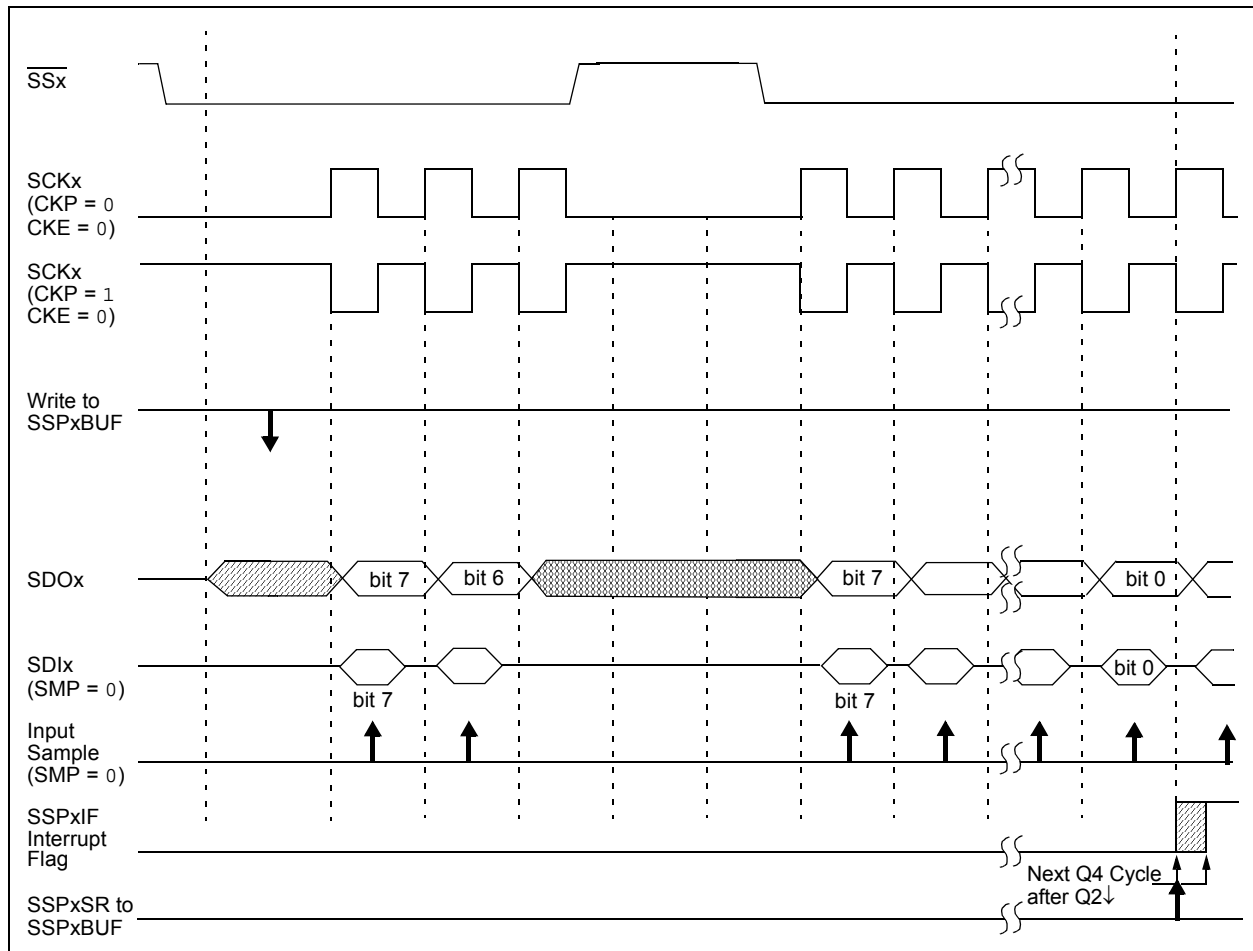 SSx
SCKx
(CKP = 0
CKE = 0)
SCKx
(CKP = 1
CKE = 0)
Write to
SSPxBUF
SDOx
bit 7
bit 6
bit 7
bit 0
SDIx
(SMP = 0)
bit 7
bit 7
bit 0
Input
Sample
(SMP = 0)
SSPxIF
Interrupt
Flag
Next Q4 Cycle
after Q2↓
SSPxSR to
SSPxBUF